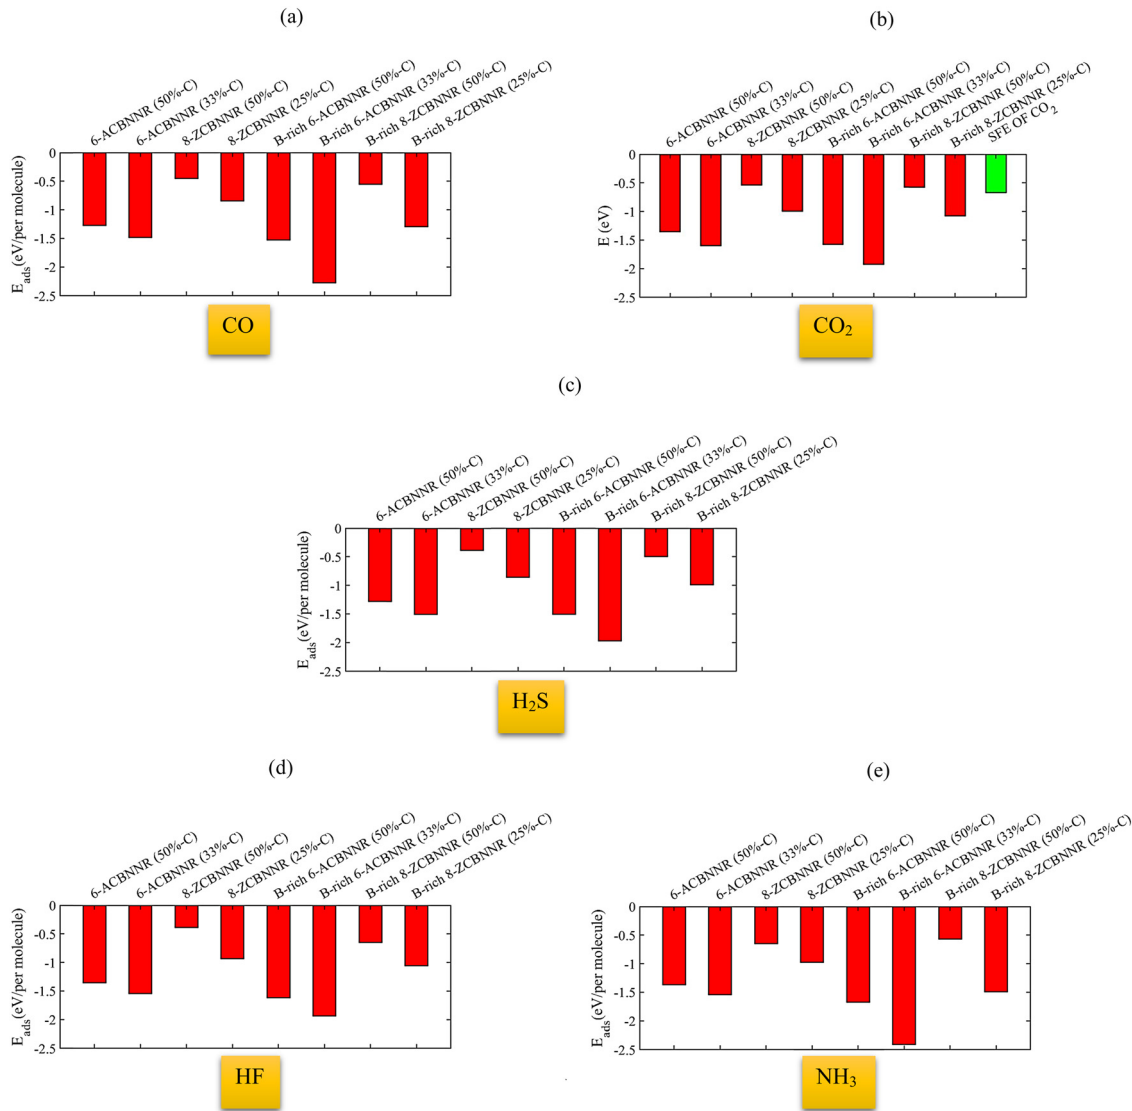 (a)
6-ACBNNR (50%-C)
6-ACBNNR (33%-C)
8-ZCBNNR (50%-C)
8-ZCBNNR (25%-C)
B-rich 6-ACBNNR (50%-C)
B-rich 6-ACBNNR (33%-C)
B-rich 8-ZCBNNR (50%-C)
B-rich 8-ZCBNNR (25%-C)
E_ads(eV/per molecule)
0
-0.5
-1
-1.5
-2
-2.5
CO
(b)
6-ACBNNR (50%-C)
6-ACBNNR (33%-C)
8-ZCBNNR (50%-C)
8-ZCBNNR (25%-C)
B-rich 6-ACBNNR (50%-C)
B-rich 6-ACBNNR (33%-C)
B-rich 8-ZCBNNR (50%-C)
B-rich 8-ZCBNNR (25%-C)
SFE OF CO₂
E (eV)
0
-0.5
-1
-1.5
-2
-2.5
CO₂
(c)
6-ACBNNR (50%-C)
6-ACBNNR (33%-C)
8-ZCBNNR (50%-C)
8-ZCBNNR (25%-C)
B-rich 6-ACBNNR (50%-C)
B-rich 6-ACBNNR (33%-C)
B-rich 8-ZCBNNR (50%-C)
B-rich 8-ZCBNNR (25%-C)
E_ads(eV/per molecule)
0
-0.5
-1
-1.5
-2
-2.5
H₂S
(d)
6-ACBNNR (50%-C)
6-ACBNNR (33%-C)
8-ZCBNNR (50%-C)
8-ZCBNNR (25%-C)
B-rich 6-ACBNNR (50%-C)
B-rich 6-ACBNNR (33%-C)
B-rich 8-ZCBNNR (50%-C)
B-rich 8-ZCBNNR (25%-C)
E_ads(eV/per molecule)
0
-0.5
-1
-1.5
-2
-2.5
HF
(e)
6-ACBNNR (50%-C)
6-ACBNNR (33%-C)
8-ZCBNNR (50%-C)
8-ZCBNNR (25%-C)
B-rich 6-ACBNNR (50%-C)
B-rich 6-ACBNNR (33%-C)
B-rich 8-ZCBNNR (50%-C)
B-rich 8-ZCBNNR (25%-C)
E_ads(eV/per molecule)
0
-0.5
-1
-1.5
-2
-2.5
NH₃